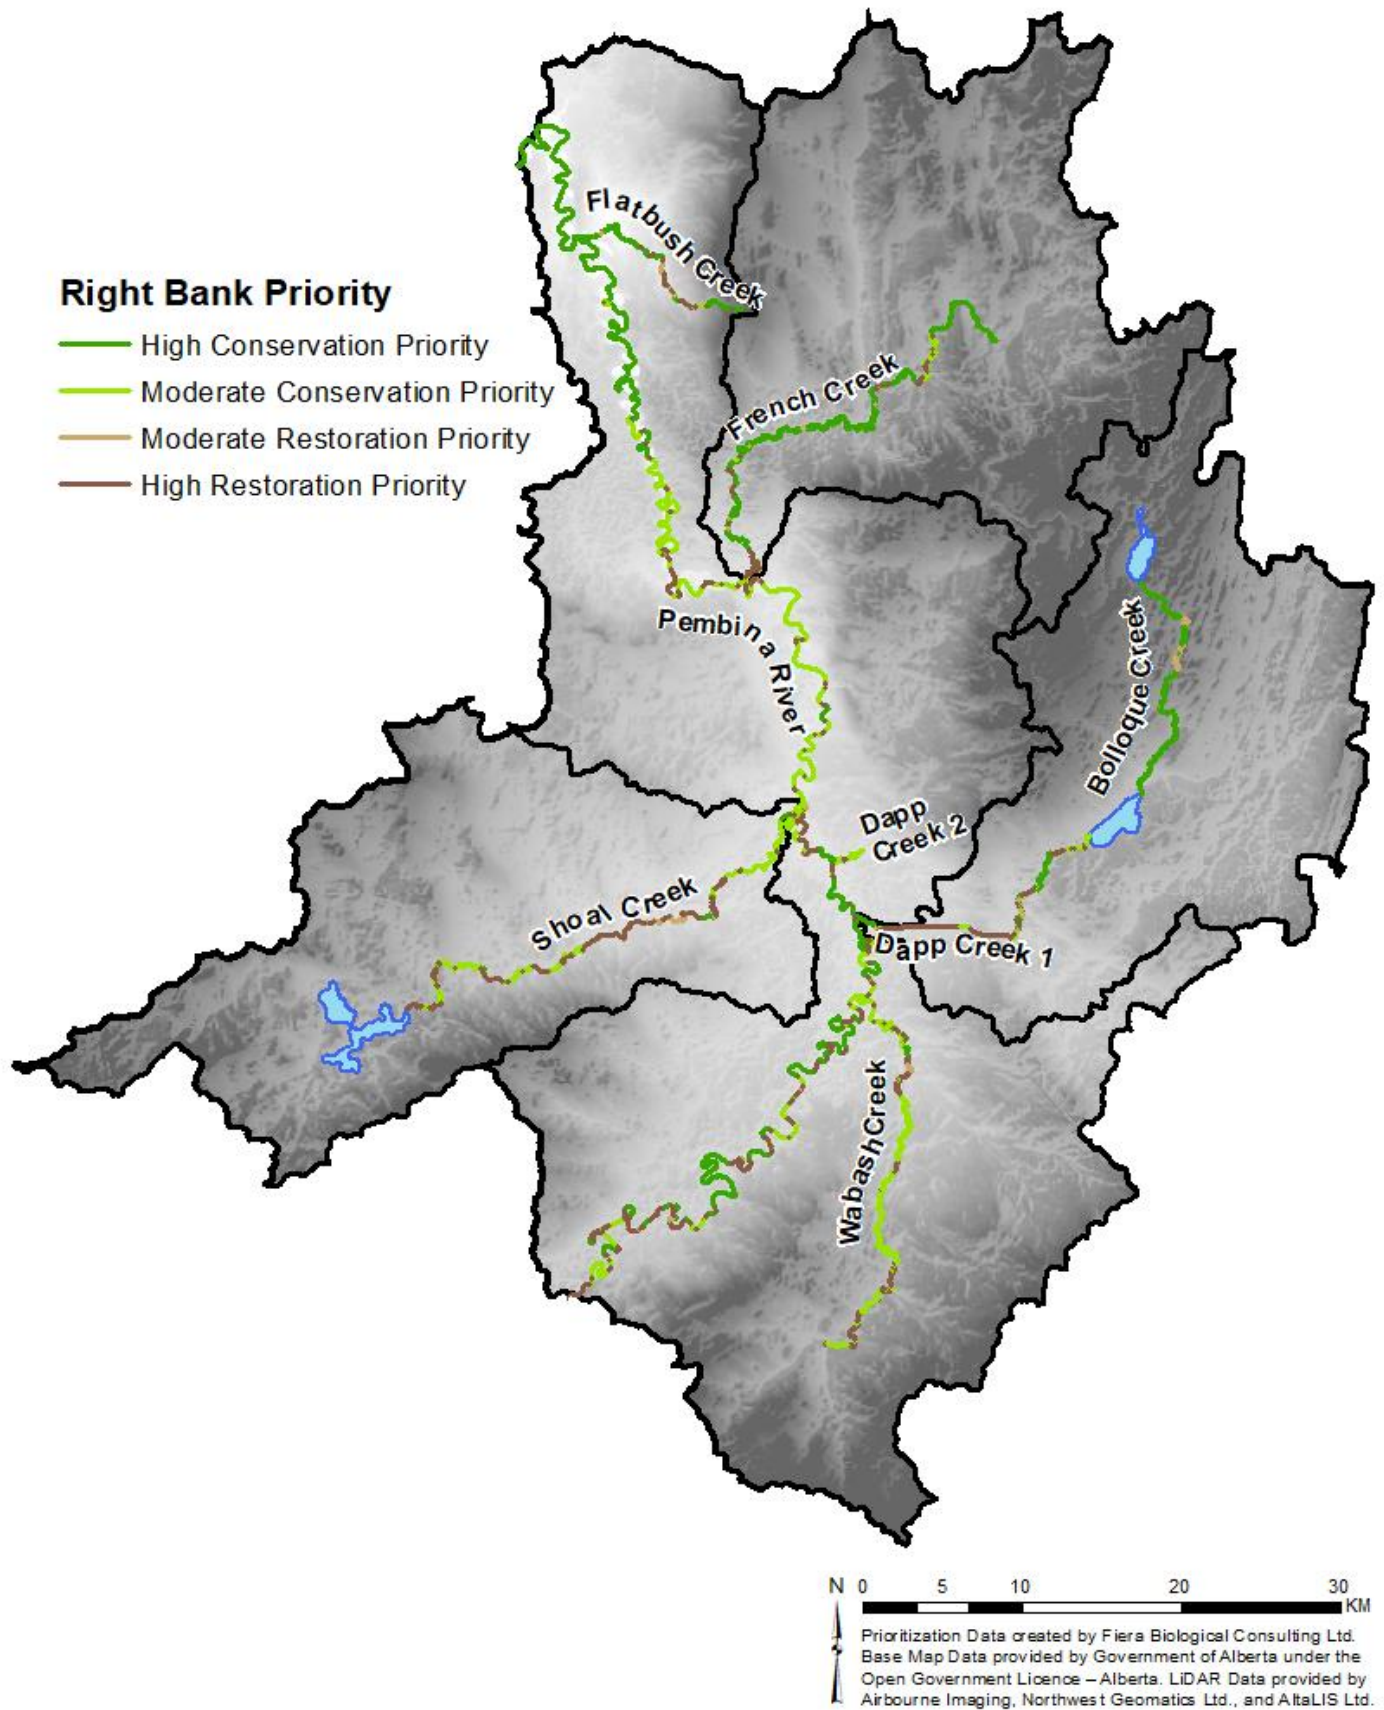 Flatbush Creek
Right Bank Priority
High Conservation Priority
Moderate Conservation Priority
Moderate Restoration Priority
High Restoration Priority
French Creek
Pembina River
Bolloque Creek
Dapp
Creek 2
Shoal Creek
Dapp Creek 1
Wabash Creek
N 0 5 10 20 30
KM
Prioritization Data created by Fiera Biological Consulting Ltd.
Base Map Data provided by Government of Alberta under the
Open Government Licence – Alberta. LiDAR Data provided by
Airbourne Imaging, Northwest Geomatics Ltd., and AltaLIS Ltd.